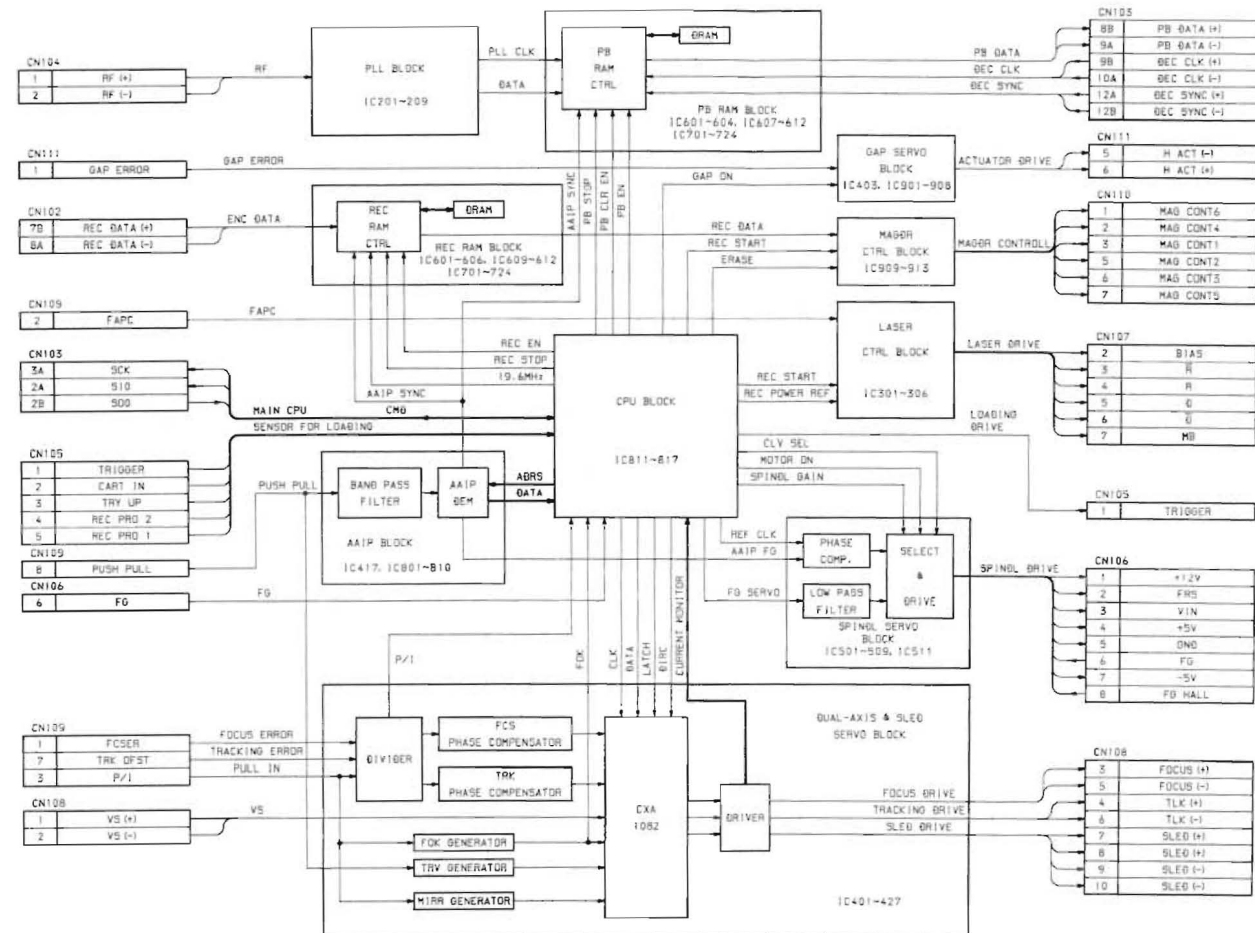 CN104
1 RF (+)
2 RF (-)
RF
PLL BLOCK
IC201~209
PLL CLK
DATA
PB
RAM
CTRL
DRAM
PB RAM BLOCK
IC601~604, IC607~612
IC701~724
PB DATA
DEC CLK
DEC SYNC
CN103
8B PB DATA (+)
9A PB DATA (-)
9B DEC CLK (+)
10A DEC CLK (-)
12A DEC SYNC (+)
12B DEC SYNC (-)
CN111
1 GAP ERROR
GAP ERROR
AAIP SYNC
PB STOP
PB CLR EN
PB EN
GAP ON
GAP SERVO
BLOCK
IC403, IC901~908
ACTUATOR DRIVE
CN111
5 H ACT (-)
6 H ACT (+)
CN102
7B REC DATA (+)
8A REC DATA (-)
ENC DATA
REC
RAM
CTRL
DRAM
REC RAM BLOCK
IC601~606, IC609~612
IC701~724
REC DATA
REC START
ERASE
MAGDR
CTRL BLOCK
IC909~913
MAGDR CONTROLL
CN110
1 MAG CONT6
2 MAG CONT4
3 MAG CONT1
5 MAG CONT2
6 MAG CONT3
7 MAG CONT5
CN109
2 FAPC
FAPC
LASER
CTRL BLOCK
IC301~306
LASER DRIVE
CN107
2 BIAS
3 R̅
4 R
5 D
6 D̅
7 MD
CN103
3A SCK
2A SIO
2B SOO
REC EN
REC STOP
19.6MHz
AAIP SYNC
MAIN CPU CMD
SENSOR FOR LOADING
CPU BLOCK
IC811~817
REC START
REC POWER REF
LOADING
DRIVE
CLV SEL
MOTOR ON
SPINDL GAIN
CN105
1 TRIGGER
2 CART IN
3 TRY UP
4 REC PRO 2
5 REC PRO 1
PUSH PULL
BAND PASS
FILTER
AAIP
DEM
ADRS
DATA
AAIP BLOCK
IC417, IC801~810
CN105
1 TRIGGER
CN109
8 PUSH PULL
CN106
6 FG
FG
REF CLK
AAIP FG
PHASE
COMP.
FG SERVO
LOW PASS
FILTER
SELECT
&
DRIVE
SPINDL SERVO
BLOCK
IC501~509, IC511
SPINDL DRIVE
CN106
1 +12V
2 FRS
3 VIN
4 +5V
5 GND
6 FG
7 -5V
8 FG HALL
P/I
FOK
CLK
DATA
LATCH
DIRC
CURRENT MONITOR
DUAL-AXIS & SLED
SERVO BLOCK
CN109
1 FCSER
7 TRK OFST
3 P/I
FOCUS ERROR
TRACKING ERROR
PULL IN
DIVIDER
FCS
PHASE COMPENSATOR
TRK
PHASE COMPENSATOR
CN108
1 VS (+)
2 VS (-)
VS
FOK GENERATOR
TRV GENERATOR
MIRR GENERATOR
CXA
1082
DRIVER
FOCUS DRIVE
TRACKING DRIVE
SLED DRIVE
IC401~427
CN108
3 FOCUS (+)
5 FOCUS (-)
4 TLK (+)
6 TLK (-)
7 SLED (+)
8 SLED (+)
9 SLED (-)
10 SLED (-)